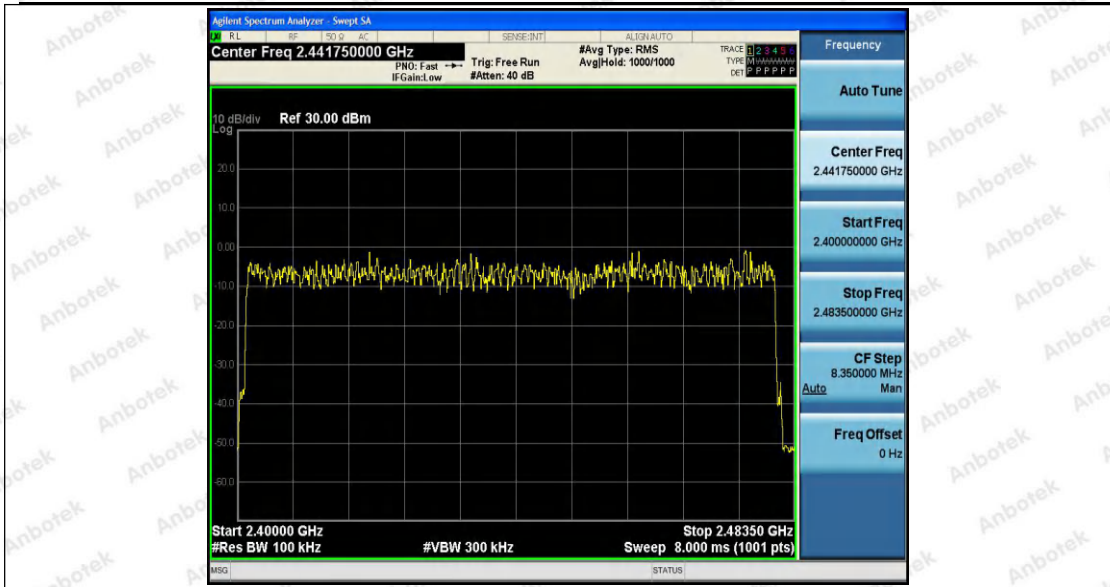 Agilent Spectrum Analyzer - Swept SA
RL RF 50 Ω AC SENSE:INT ALIGN AUTO
Center Freq 2.441750000 GHz
PNO: Fast
IFGain:Low
Trig: Free Run
#Atten: 40 dB
#Avg Type: RMS
Avg|Hold: 1000/1000
TRACE 1 2 3 4 5 6
TYPE M
DET P P P P P P
10 dB/div Ref 30.00 dBm
Log
20.0
10.0
0.00
-10.0
-20.0
-30.0
-40.0
-50.0
-60.0
Start 2.40000 GHz Stop 2.48350 GHz
#Res BW 100 kHz #VBW 300 kHz Sweep 8.000 ms (1001 pts)
MSG STATUS
Frequency
Auto Tune
Center Freq
2.441750000 GHz
Start Freq
2.400000000 GHz
Stop Freq
2.483500000 GHz
CF Step
8.350000 MHz
Auto Man
Freq Offset
0 Hz
Anbotek